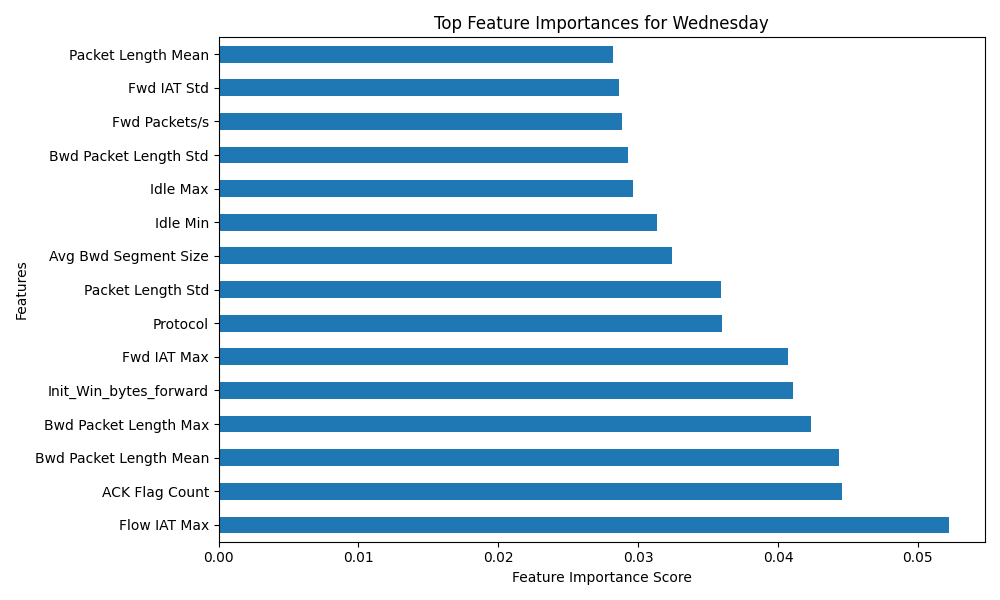 Top Feature Importances for Wednesday
Packet Length Mean
Fwd IAT Std
Fwd Packets/s
Bwd Packet Length Std
Idle Max
Idle Min
Avg Bwd Segment Size
Packet Length Std
Protocol
Fwd IAT Max
Init_Win_bytes_forward
Bwd Packet Length Max
Bwd Packet Length Mean
ACK Flag Count
Flow IAT Max
Features
0.00 0.01 0.02 0.03 0.04 0.05
Feature Importance Score